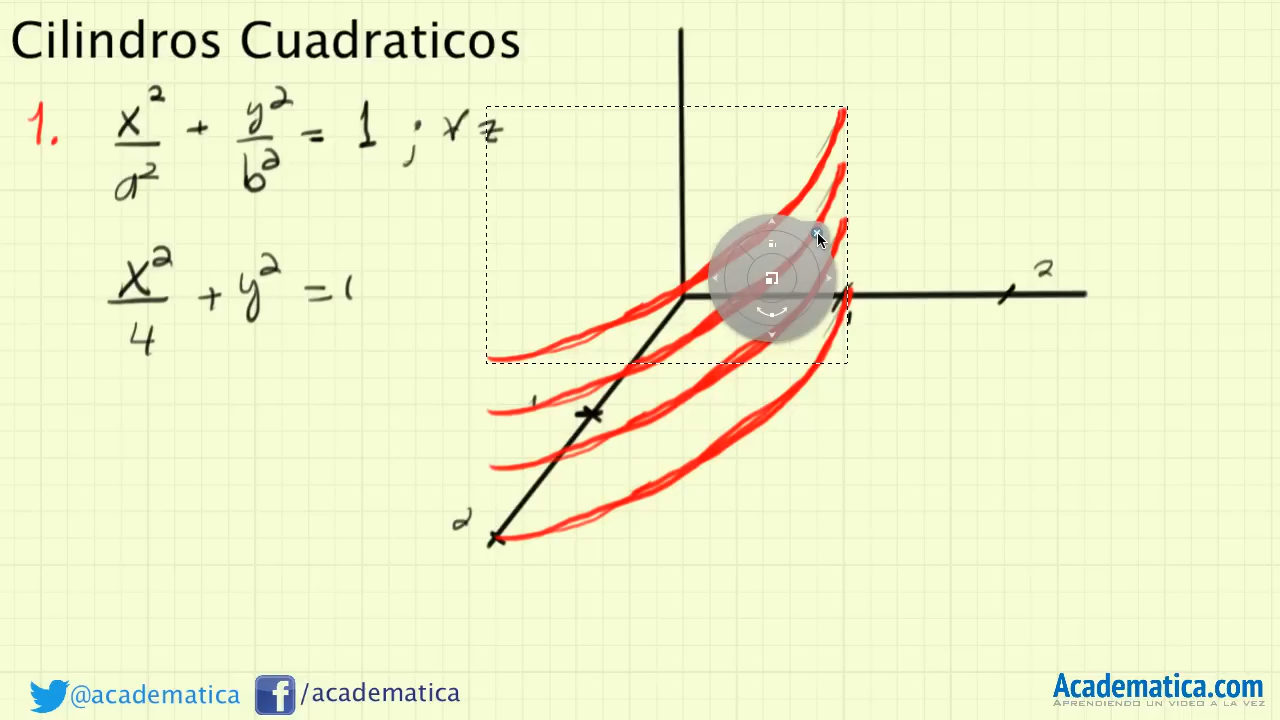 Cilindros Cuadraticos
1. x²/a² + y²/b² = 1 ; ∀ z
x²/4 + y² = 1
2
1
1
2
@academatica /academatica
Academatica.com
APRENDIENDO UN VIDEO A LA VEZ